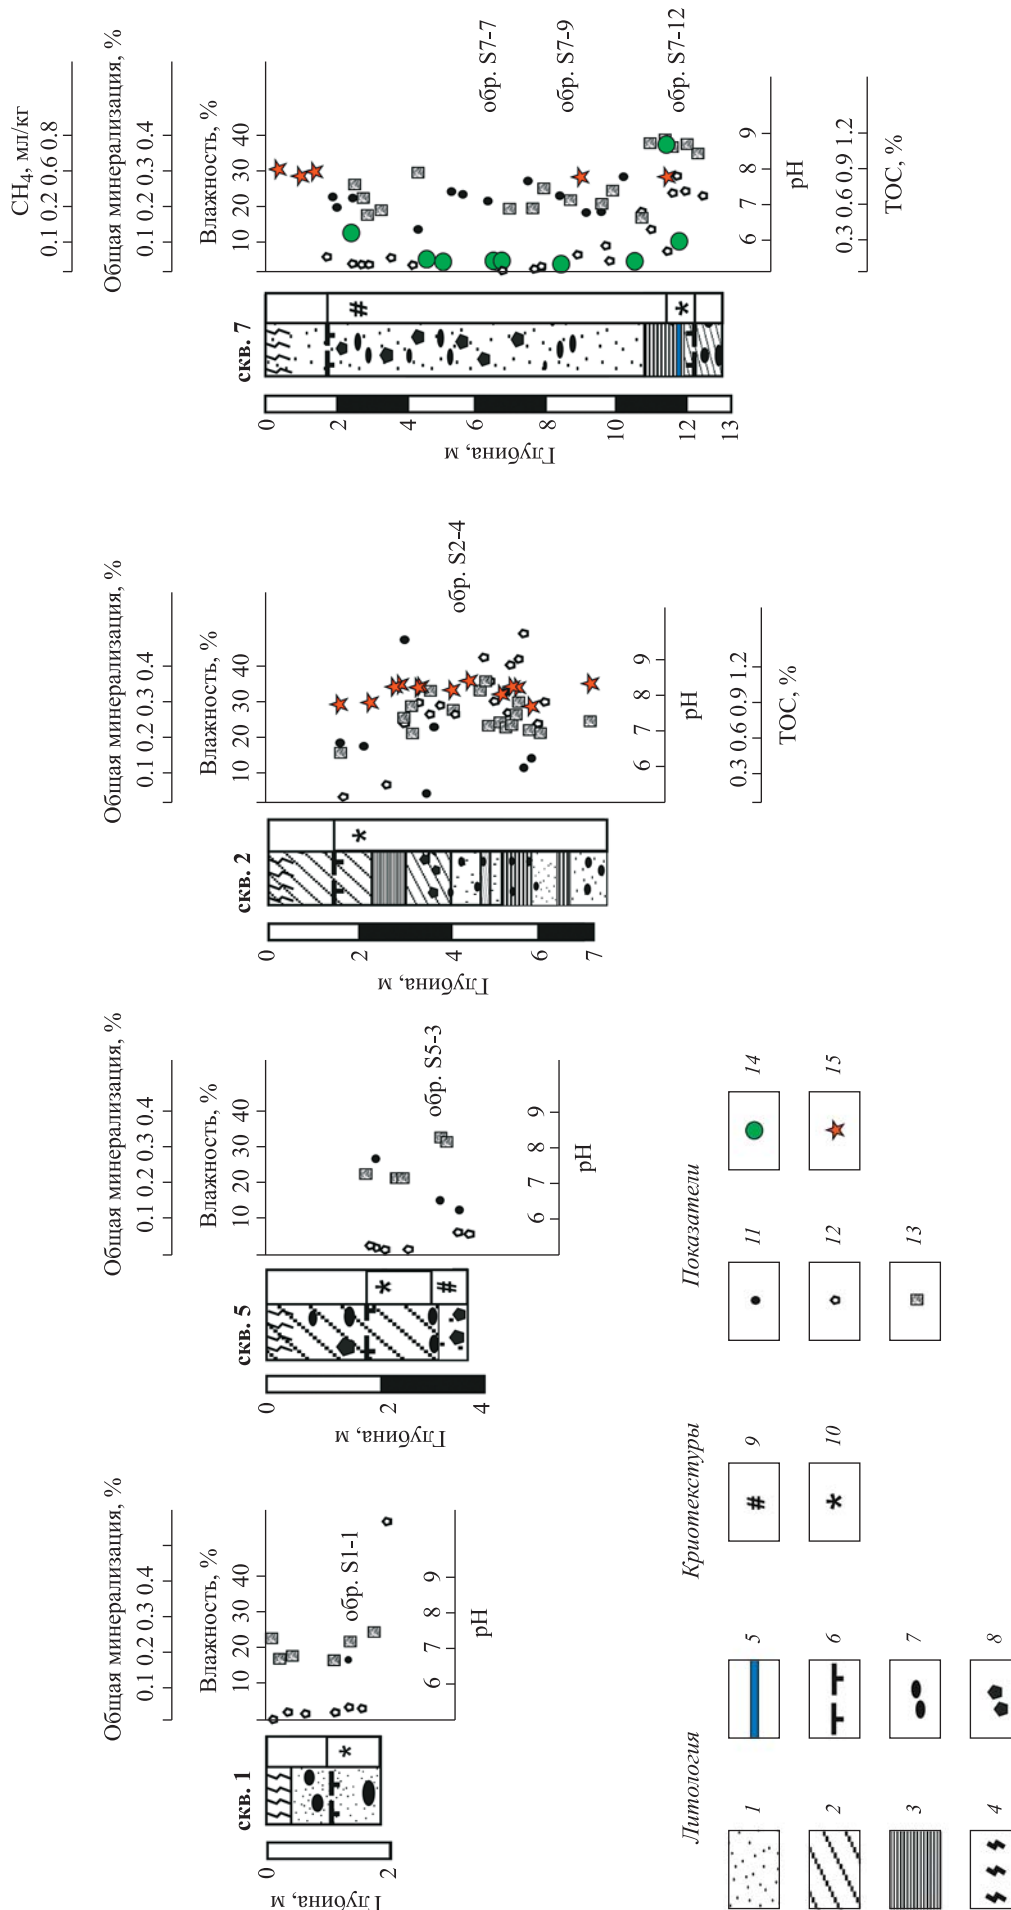 скв. 1
Глубина, м
0
2
Общая минерализация, %
0.1 0.2 0.3 0.4
Влажность, %
10 20 30 40
обр. S1-1
6 7 8 9
pH
скв. 5
Глубина, м
0
2
4
Общая минерализация, %
0.1 0.2 0.3 0.4
Влажность, %
10 20 30 40
обр. S5-3
6 7 8 9
pH
скв. 2
Глубина, м
0
2
4
6
7
Общая минерализация, %
0.1 0.2 0.3 0.4
Влажность, %
10 20 30 40
обр. S2-4
6 7 8 9
pH
0.3 0.6 0.9 1.2
TOC, %
скв. 7
Глубина, м
0
2
4
6
8
10
12
13
CH₄, мл/кг
0.1 0.2 0.6 0.8
Общая минерализация, %
0.1 0.2 0.3 0.4
Влажность, %
10 20 30 40
обр. S7-7
обр. S7-9
обр. S7-12
6 7 8 9
pH
0.3 0.6 0.9 1.2
TOC, %
Литология
1
2
3
4
5
6
7
8
Криотекстуры
# 9
* 10
Показатели
11
12
13
14
15